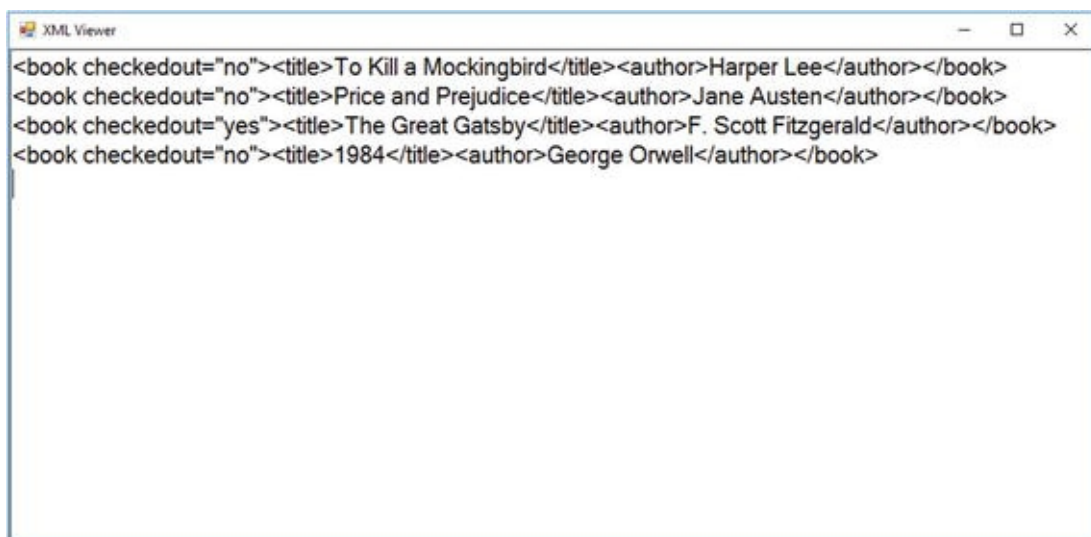 XML Viewer
<book checkedout="no"><title>To Kill a Mockingbird</title><author>Harper Lee</author></book>
<book checkedout="no"><title>Price and Prejudice</title><author>Jane Austen</author></book>
<book checkedout="yes"><title>The Great Gatsby</title><author>F. Scott Fitzgerald</author></book>
<book checkedout="no"><title>1984</title><author>George Orwell</author></book>